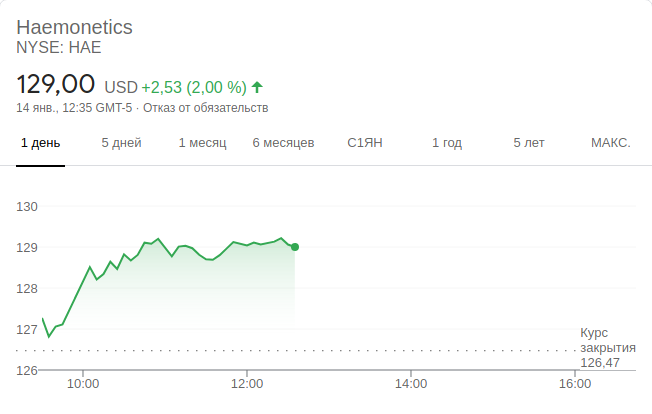 Haemonetics
NYSE: HAE
129,00 USD +2,53 (2,00 %)
14 янв., 12:35 GMT-5 · Отказ от обязательств
1 день 5 дней 1 месяц 6 месяцев С1ЯН 1 год 5 лет МАКС.
130
129
128
127
Курс
закрытия
126,47
126
10:00 12:00 14:00 16:00